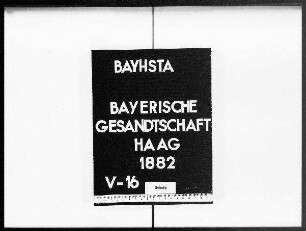 BAYHSTA
BAYERISCHE
GESANDTSCHAFT
HAAG
1882
V-16